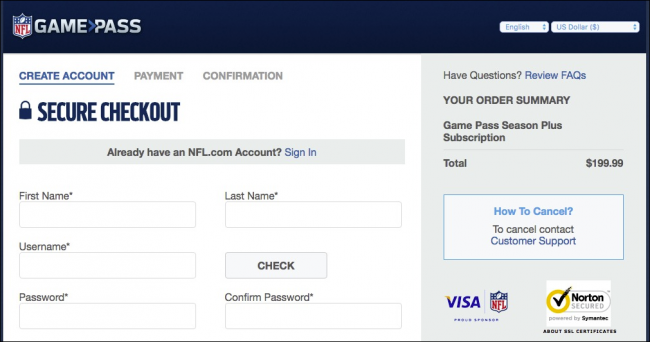 NFL GAME PASS
English US Dollar ($)
CREATE ACCOUNT PAYMENT CONFIRMATION
SECURE CHECKOUT
Already have an NFL.com Account? Sign In
First Name* Last Name*
Username*
CHECK
Password* Confirm Password*
Have Questions? Review FAQs
YOUR ORDER SUMMARY
Game Pass Season Plus
Subscription
Total $199.99
How To Cancel?
To cancel contact
Customer Support
VISA NFL
PROUD SPONSOR
Norton
SECURED
powered by Symantec
ABOUT SSL CERTIFICATES